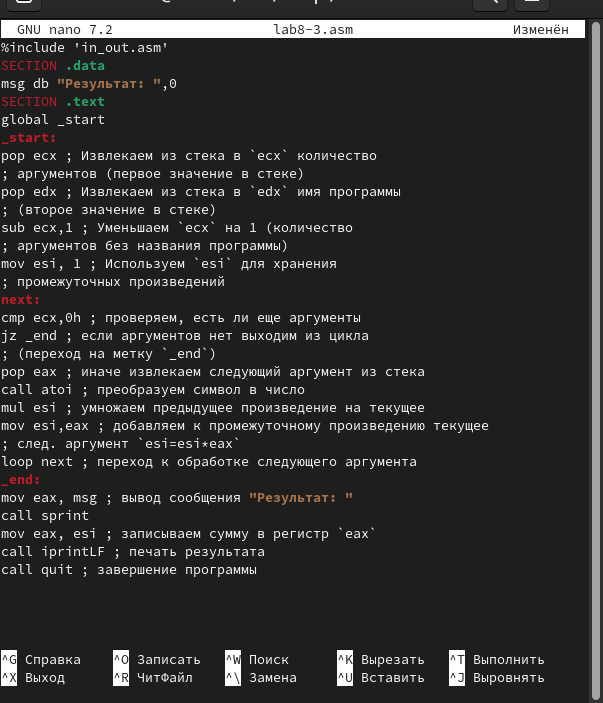 GNU nano 7.2 lab8-3.asm Изменён
%include 'in_out.asm'
SECTION .data
msg db "Результат: ",0
SECTION .text
global _start
_start:
pop ecx ; Извлекаем из стека в `ecx` количество
; аргументов (первое значение в стеке)
pop edx ; Извлекаем из стека в `edx` имя программы
; (второе значение в стеке)
sub ecx,1 ; Уменьшаем `ecx` на 1 (количество
; аргументов без названия программы)
mov esi, 1 ; Используем `esi` для хранения
; промежуточных произведений
next:
cmp ecx,0h ; проверяем, есть ли еще аргументы
jz _end ; если аргументов нет выходим из цикла
; (переход на метку `_end`)
pop eax ; иначе извлекаем следующий аргумент из стека
call atoi ; преобразуем символ в число
mul esi ; умножаем предыдущее произведение на текущее
mov esi,eax ; добавляем к промежуточному произведению текущее
; след. аргумент `esi=esi*eax`
loop next ; переход к обработке следующего аргумента
_end:
mov eax, msg ; вывод сообщения "Результат: "
call sprint
mov eax, esi ; записываем сумму в регистр `eax`
call iprintLF ; печать результата
call quit ; завершение программы
^G Справка ^O Записать ^W Поиск ^K Вырезать ^T Выполнить
^X Выход ^R ЧитФайл ^\ Замена ^U Вставить ^J Выровнять